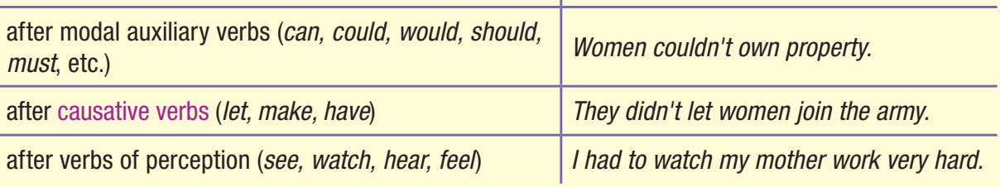 after modal auxiliary verbs (can, could, would, should,
must, etc.)
Women couldn't own property.
after causative verbs (let, make, have)
They didn't let women join the army.
after verbs of perception (see, watch, hear, feel)
I had to watch my mother work very hard.